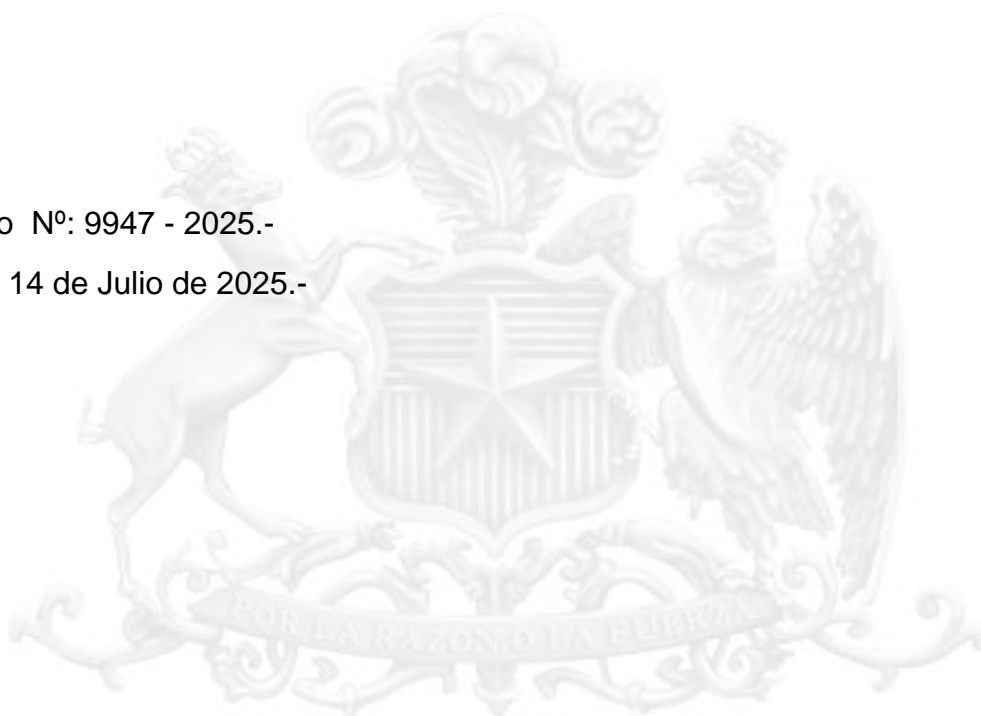 o Nº: 9947 - 2025.-
14 de Julio de 2025.-
POR LA RAZON O LA FUERZA